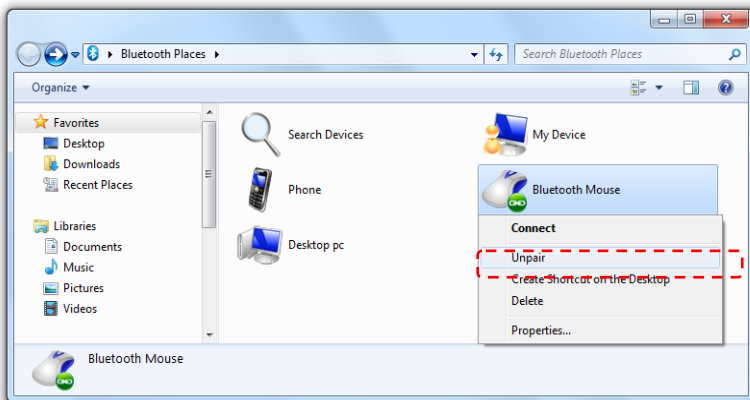 Bluetooth Places
Search Bluetooth Places
Organize
Favorites
Desktop
Downloads
Recent Places
Libraries
Documents
Music
Pictures
Videos
Search Devices
My Device
Phone
Bluetooth Mouse
Desktop pc
Connect
Unpair
Create Shortcut on the Desktop
Delete
Properties...
Bluetooth Mouse